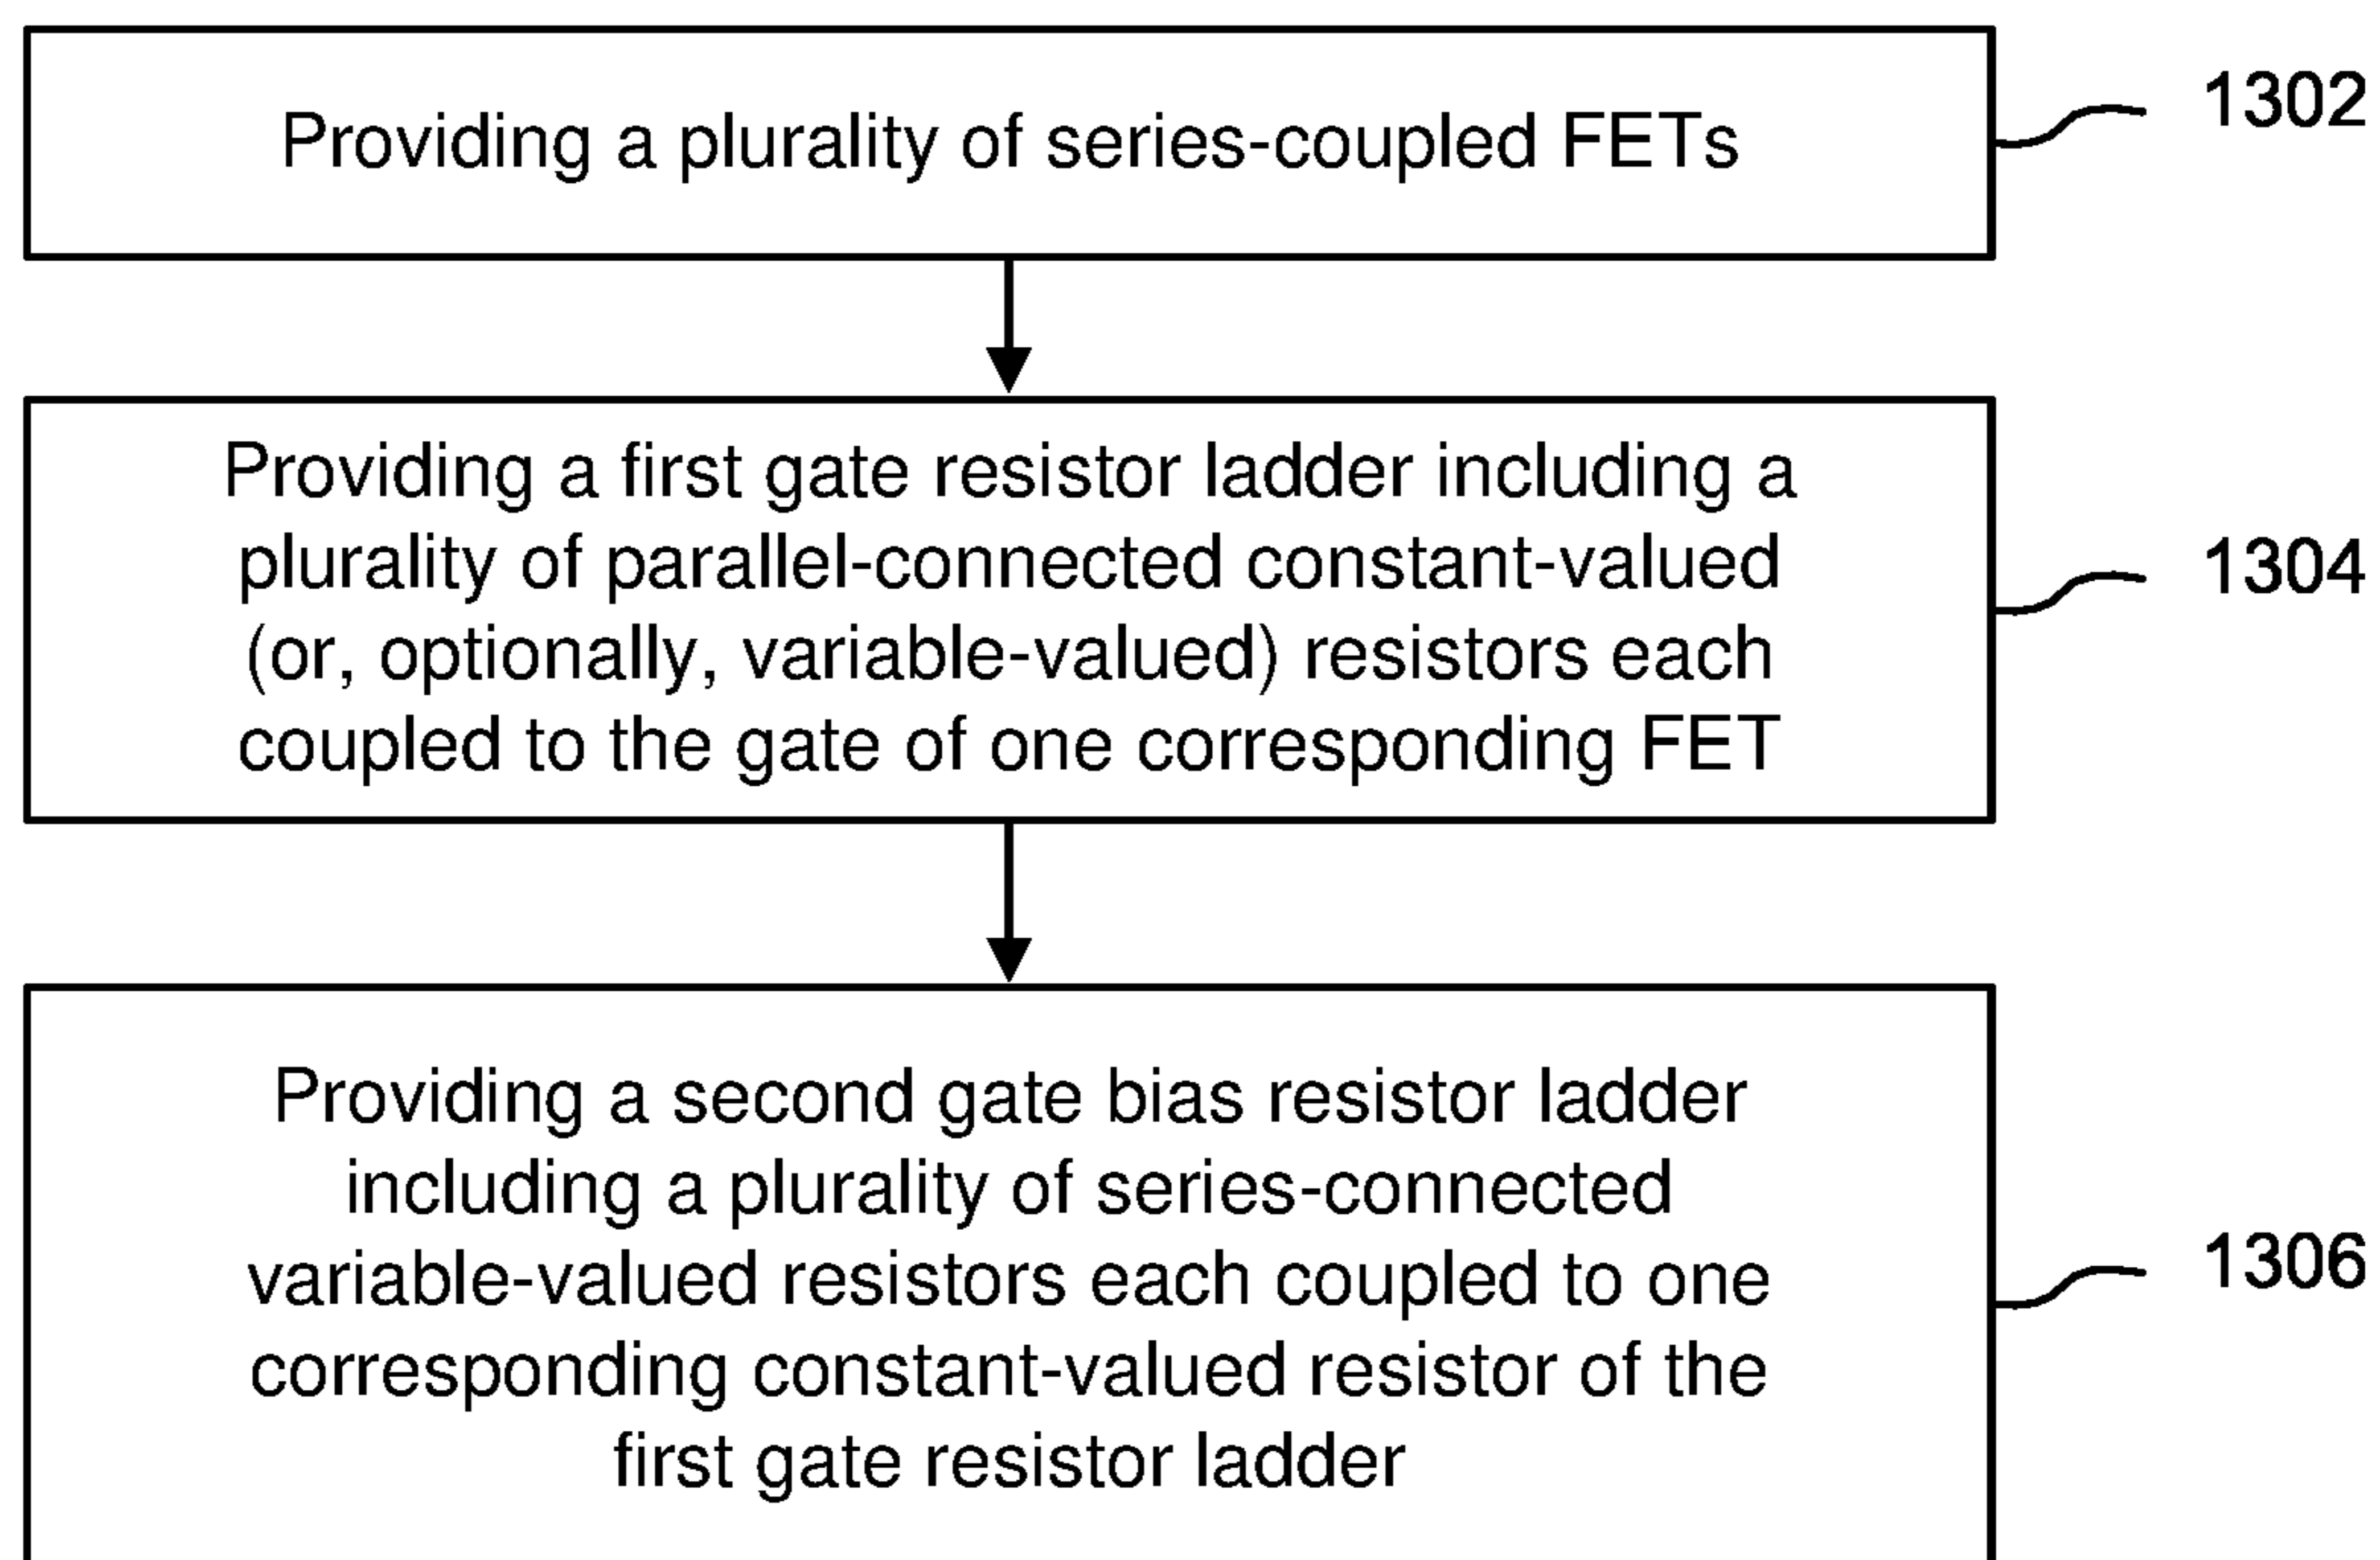 Providing a plurality of series-coupled FETs
1302
Providing a first gate resistor ladder including a
plurality of parallel-connected constant-valued
(or, optionally, variable-valued) resistors each
coupled to the gate of one corresponding FET
1304
Providing a second gate bias resistor ladder
including a plurality of series-connected
variable-valued resistors each coupled to one
corresponding constant-valued resistor of the
first gate resistor ladder
1306